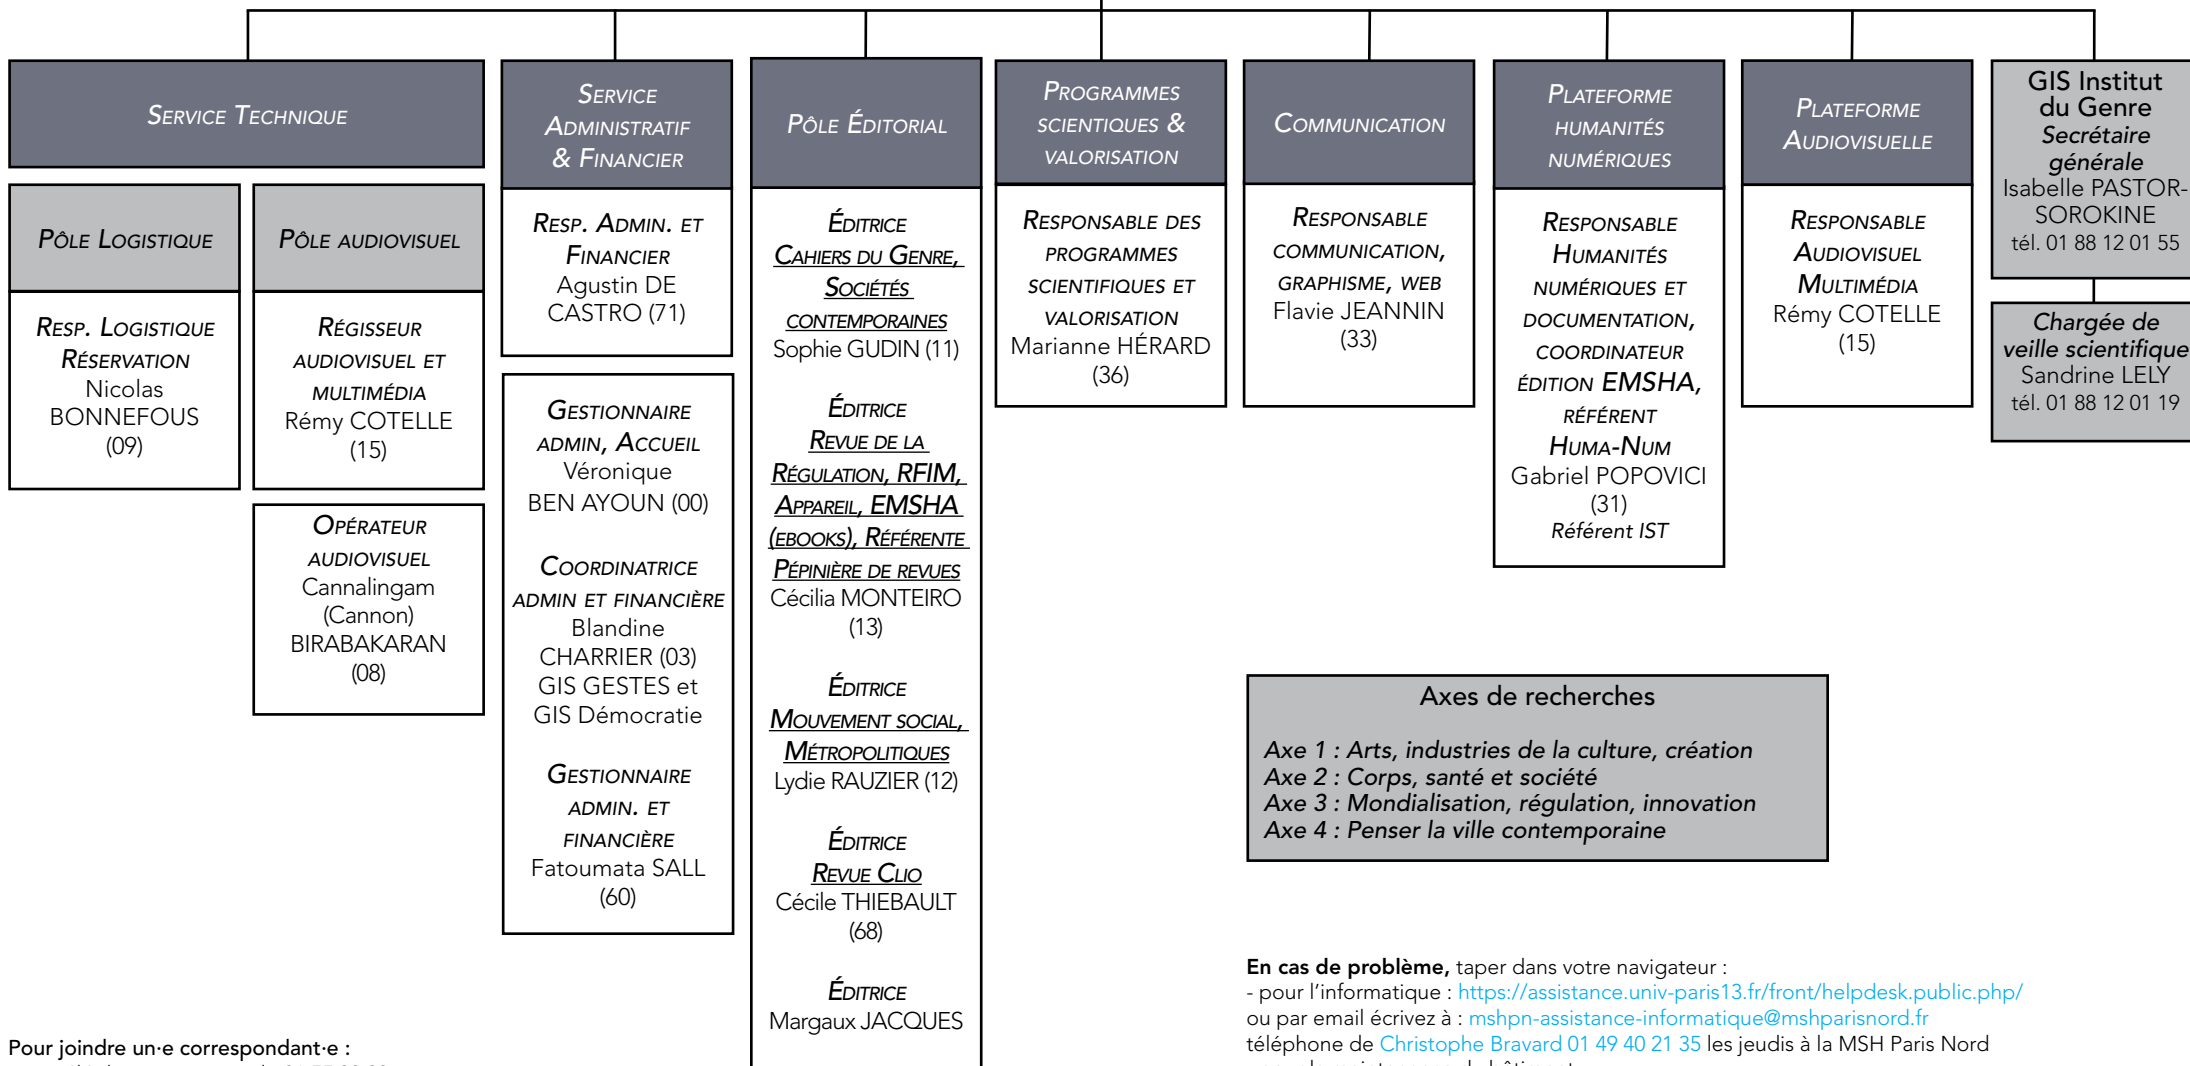 SERVICE TECHNIQUE
PÔLE LOGISTIQUE
RESP. LOGISTIQUE
RÉSERVATION
Nicolas
BONNEFOUS
(09)
PÔLE AUDIOVISUEL
RÉGISSEUR
AUDIOVISUEL ET
MULTIMÉDIA
Rémy COTELLE
(15)
OPÉRATEUR
AUDIOVISUEL
Cannalingam
(Cannon)
BIRABAKARAN
(08)
SERVICE
ADMINISTRATIF
& FINANCIER
RESP. ADMIN. ET
FINANCIER
Agustin DE
CASTRO (71)
GESTIONNAIRE
ADMIN, ACCUEIL
Véronique
BEN AYOUN (00)
COORDINATRICE
ADMIN ET FINANCIÈRE
Blandine
CHARRIER (03)
GIS GESTES et
GIS Démocratie
GESTIONNAIRE
ADMIN. ET
FINANCIÈRE
Fatoumata SALL
(60)
PÔLE ÉDITORIAL
ÉDITRICE
CAHIERS DU GENRE,
SOCIÉTÉS
CONTEMPORAINES
Sophie GUDIN (11)
ÉDITRICE
REVUE DE LA
RÉGULATION, RFIM,
APPAREIL, EMSHA
(EBOOKS), RÉFÉRENTE
PÉPINIÈRE DE REVUES
Cécilia MONTEIRO
(13)
ÉDITRICE
MOUVEMENT SOCIAL,
MÉTROPOLITIQUES
Lydie RAUZIER (12)
ÉDITRICE
REVUE CLIO
Cécile THIEBAULT
(68)
ÉDITRICE
Margaux JACQUES
PROGRAMMES
SCIENTIQUES &
VALORISATION
RESPONSABLE DES
PROGRAMMES
SCIENTIFIQUES ET
VALORISATION
Marianne HÉRARD
(36)
COMMUNICATION
RESPONSABLE
COMMUNICATION,
GRAPHISME, WEB
Flavie JEANNIN
(33)
PLATEFORME
HUMANITÉS
NUMÉRIQUES
RESPONSABLE
HUMANITÉS
NUMÉRIQUES ET
DOCUMENTATION,
COORDINATEUR
ÉDITION EMSHA,
RÉFÉRENT
HUMA-NUM
Gabriel POPOVICI
(31)
Référent IST
PLATEFORME
AUDIOVISUELLE
RESPONSABLE
AUDIOVISUEL
MULTIMÉDIA
Rémy COTELLE
(15)
GIS Institut
du Genre
Secrétaire
générale
Isabelle PASTOR-
SOROKINE
tél. 01 88 12 01 55
Chargée de
veille scientifique
Sandrine LELY
tél. 01 88 12 01 19
Axes de recherches
Axe 1 : Arts, industries de la culture, création
Axe 2 : Corps, santé et société
Axe 3 : Mondialisation, régulation, innovation
Axe 4 : Penser la ville contemporaine
En cas de problème, taper dans votre navigateur :
- pour l'informatique : https://assistance.univ-paris13.fr/front/helpdesk.public.php/
ou par email écrivez à : mshpn-assistance-informatique@mshparisnord.fr
téléphone de Christophe Bravard 01 49 40 21 35 les jeudis à la MSH Paris Nord
Pour joindre un·e correspondant·e :